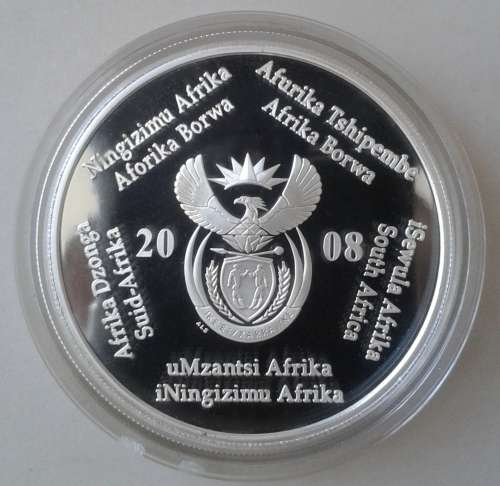 Ningizimu Afrika
Aforika Borwa
Afurika Tshipembe
Afrika Borwa
Afrika Dzonga
Suid-Afrika
20 08
iSewula Afrika
South Africa
uMzantsi Afrika
iNingizimu Afrika
ALS